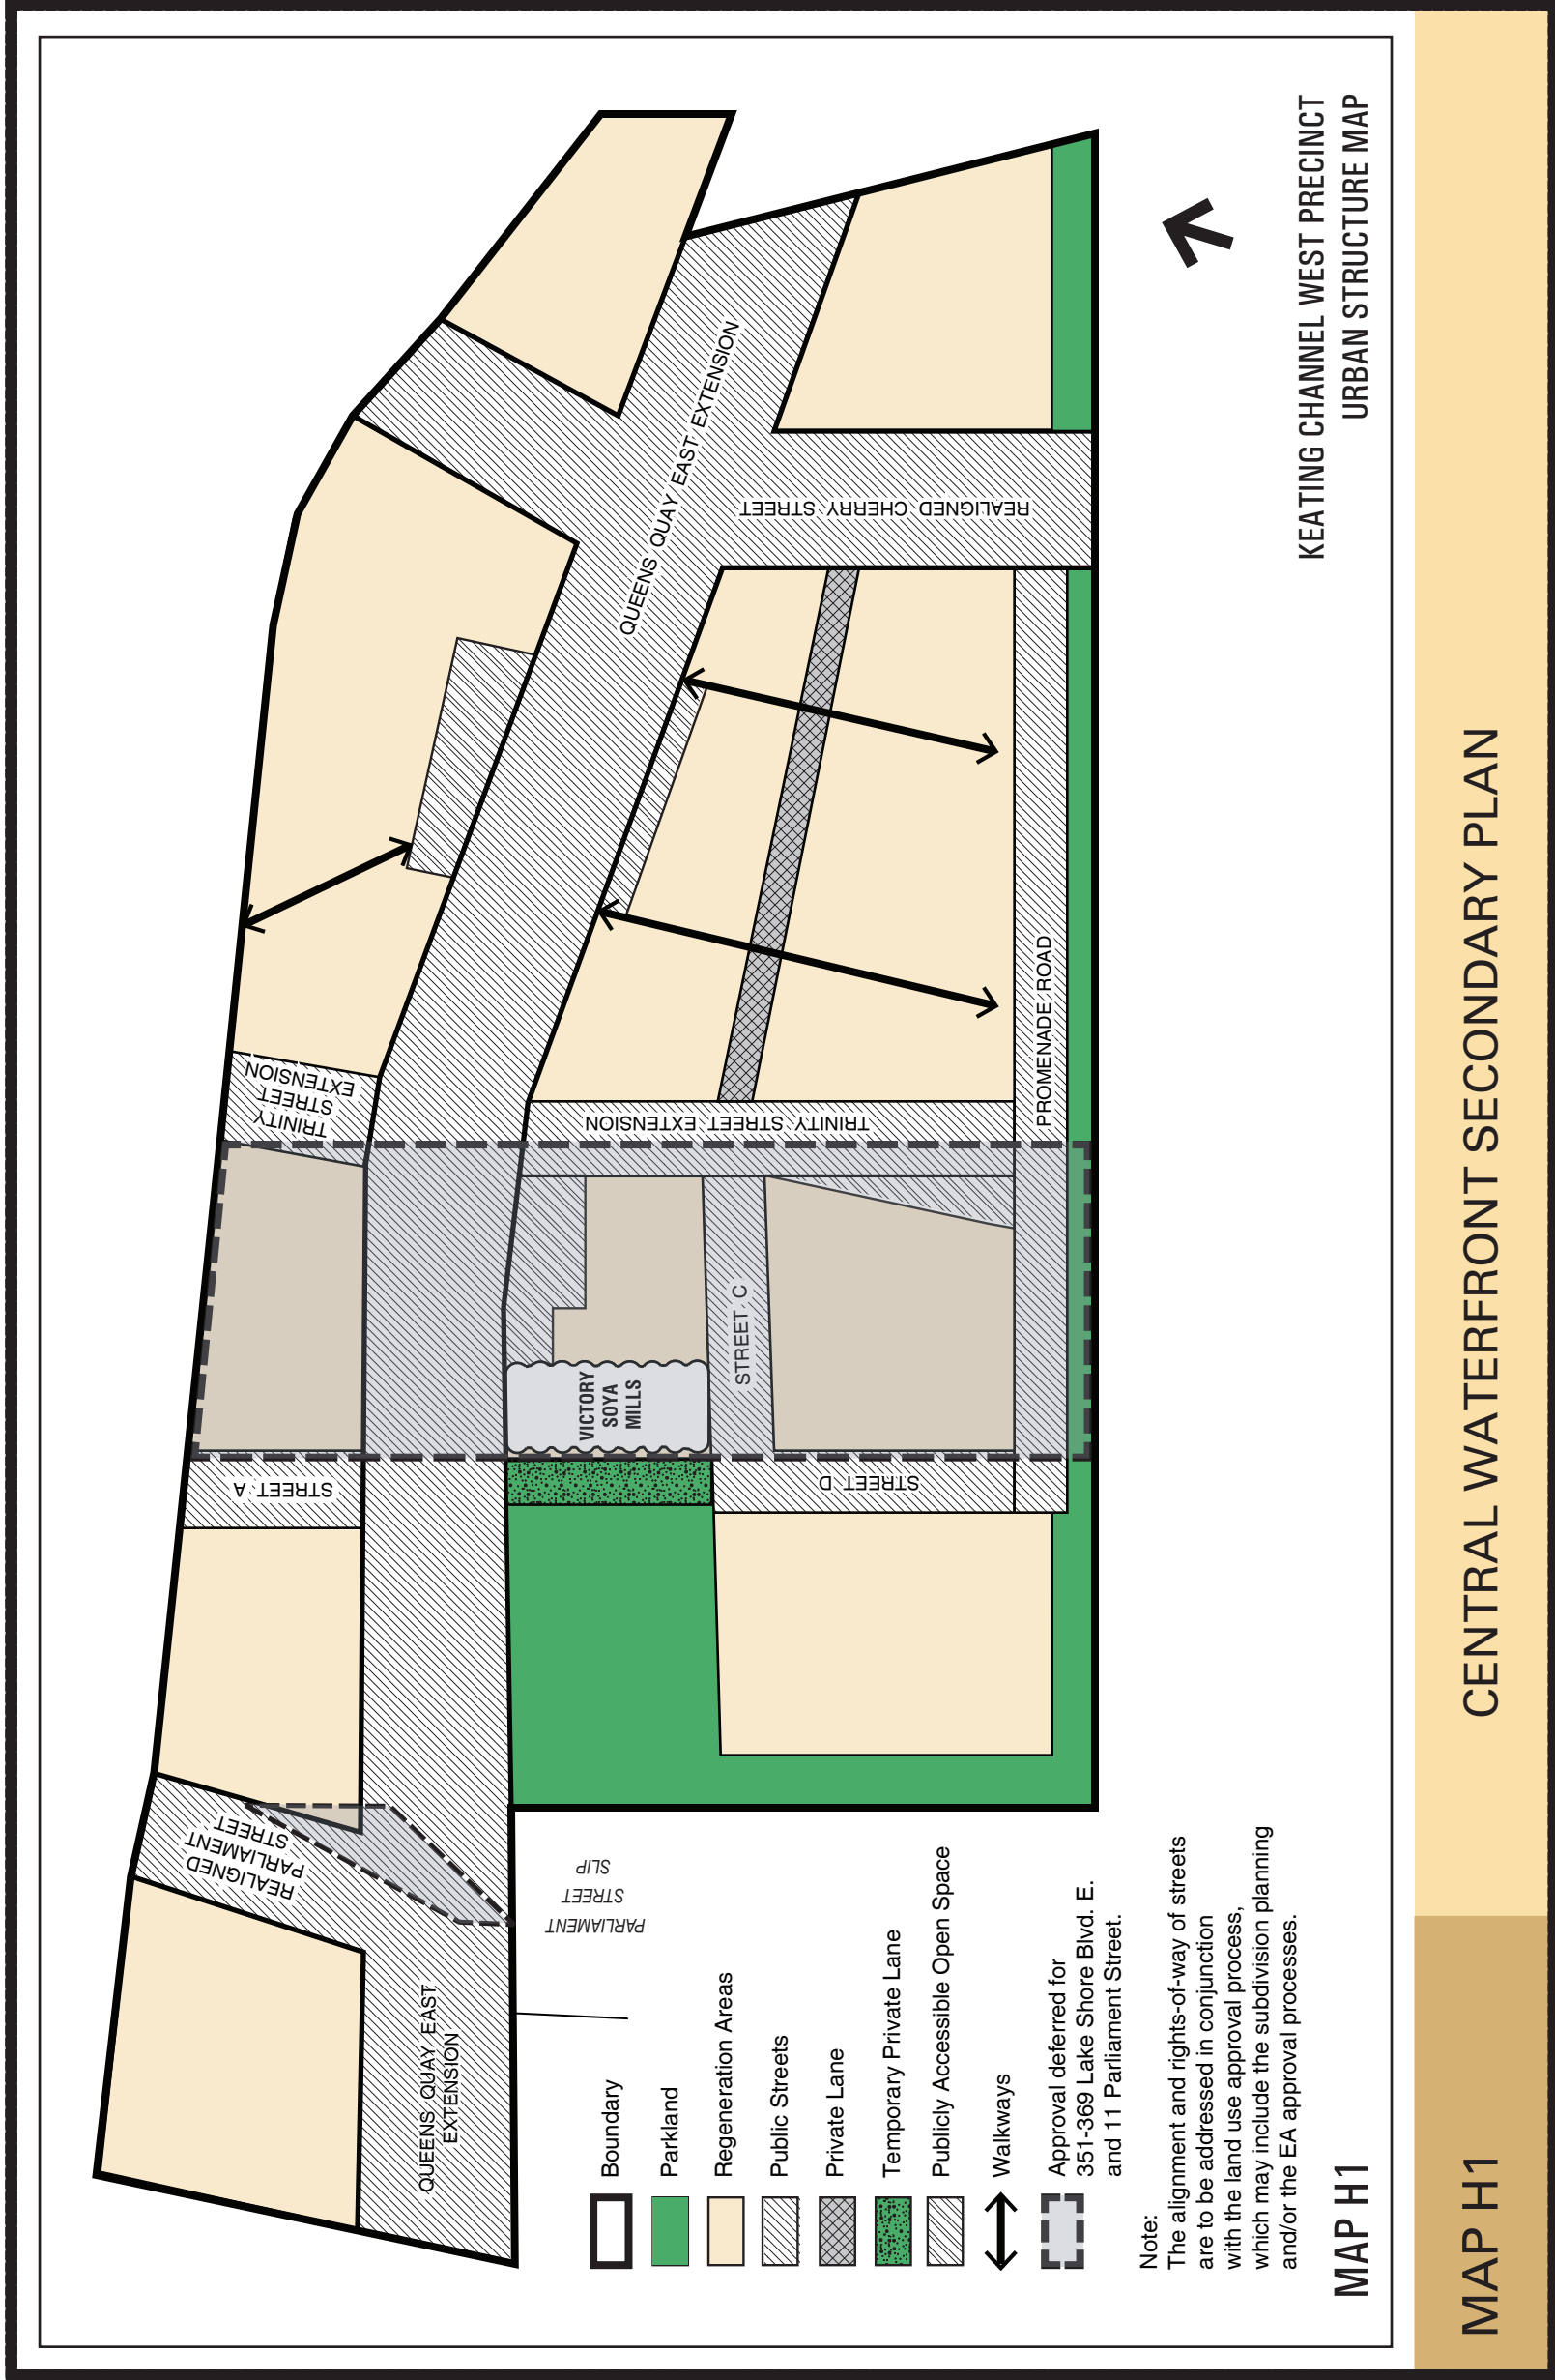 REALIGNED
PARLIAMENT
STREET
STREET A
TRINITY
STREET
EXTENSION
QUEENS QUAY EAST
EXTENSION
QUEENS QUAY EAST EXTENSION
PARLIAMENT
STREET
SLIP
VICTORY
SOYA
MILLS
STREET C
STREET D
TRINITY STREET EXTENSION
REALIGNED CHERRY STREET
PROMENADE ROAD
Boundary
Parkland
Regeneration Areas
Public Streets
Private Lane
Temporary Private Lane
Publicly Accessible Open Space
Walkways
Approval deferred for
351-369 Lake Shore Blvd. E.
and 11 Parliament Street.
Note:
The alignment and rights-of-way of streets
are to be addressed in conjunction
with the land use approval process,
which may include the subdivision planning
and/or the EA approval processes.
MAP H1
KEATING CHANNEL WEST PRECINCT
URBAN STRUCTURE MAP
MAP H1
CENTRAL WATERFRONT SECONDARY PLAN